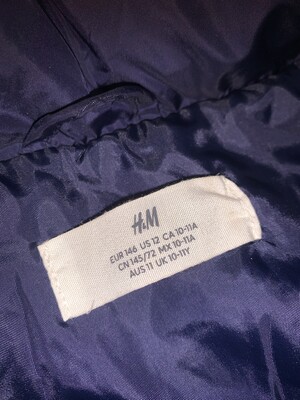 H&M
EUR 146 US 12 CA 10-11A
CN 145/72 MX 10-11A
AUS 11 UK 10-11Y